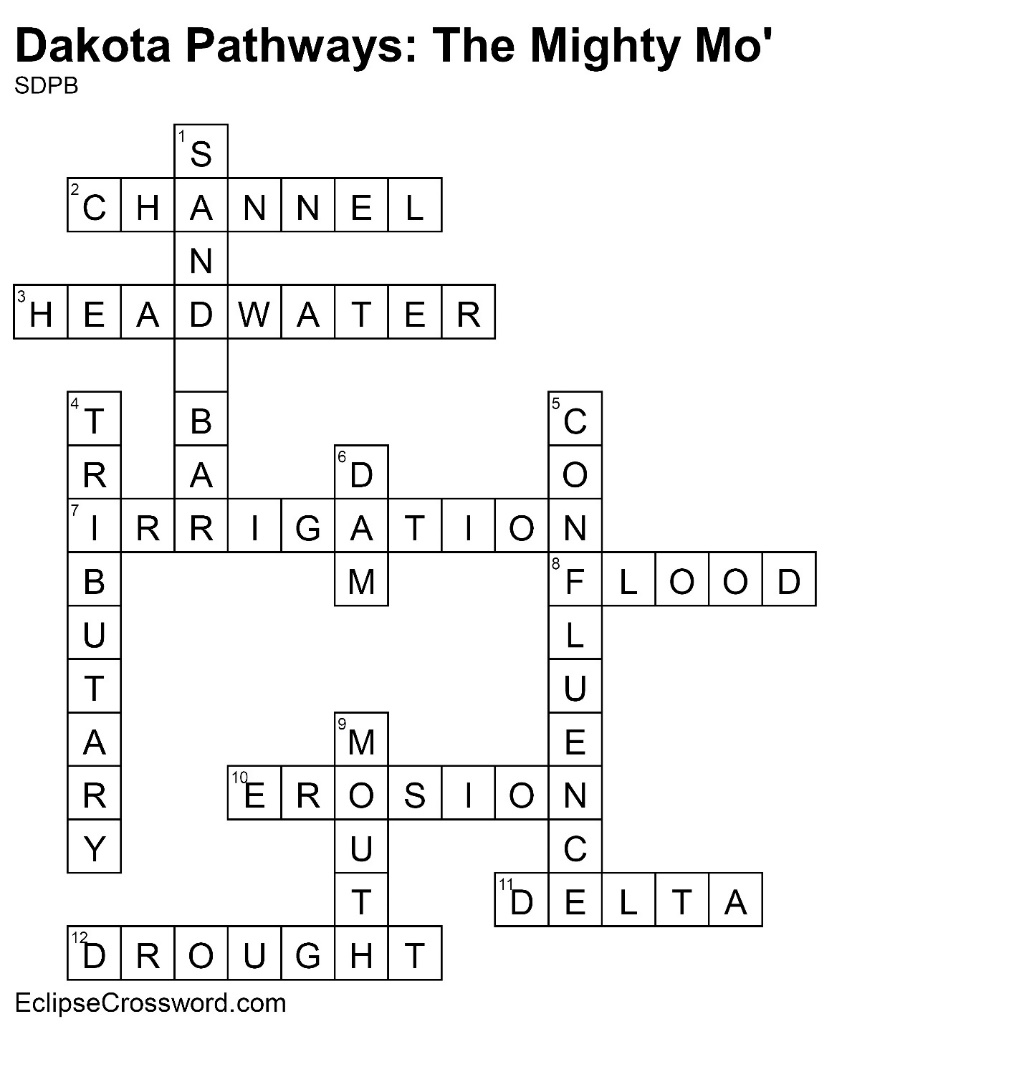 Dakota Pathways: The Mighty Mo'
SDPB
1 S
2 C H A N N E L
N
3 H E A D W A T E R
4 T B 5 C
R A 6 D O
7 I R R I G A T I O N
B M 8 F L O O D
U L
T U
A 9 M E
R 10 E R O S I O N
Y U C
T 11 D E L T A
12 D R O U G H T
EclipseCrossword.com